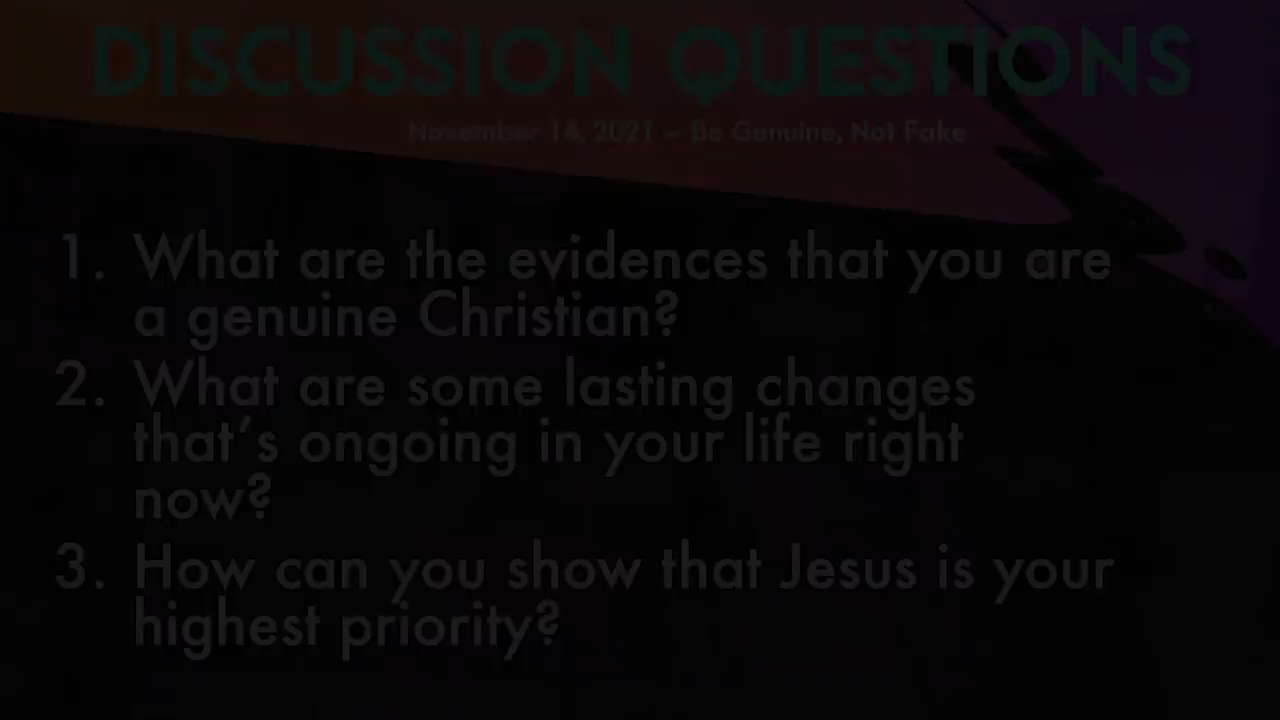 DISCUSSION QUESTIONS
November 14, 2021 – Be Genuine, Not Fake
1. What are the evidences that you are
a genuine Christian?
2. What are some lasting changes
that’s ongoing in your life right
now?
3. How can you show that Jesus is your
highest priority?